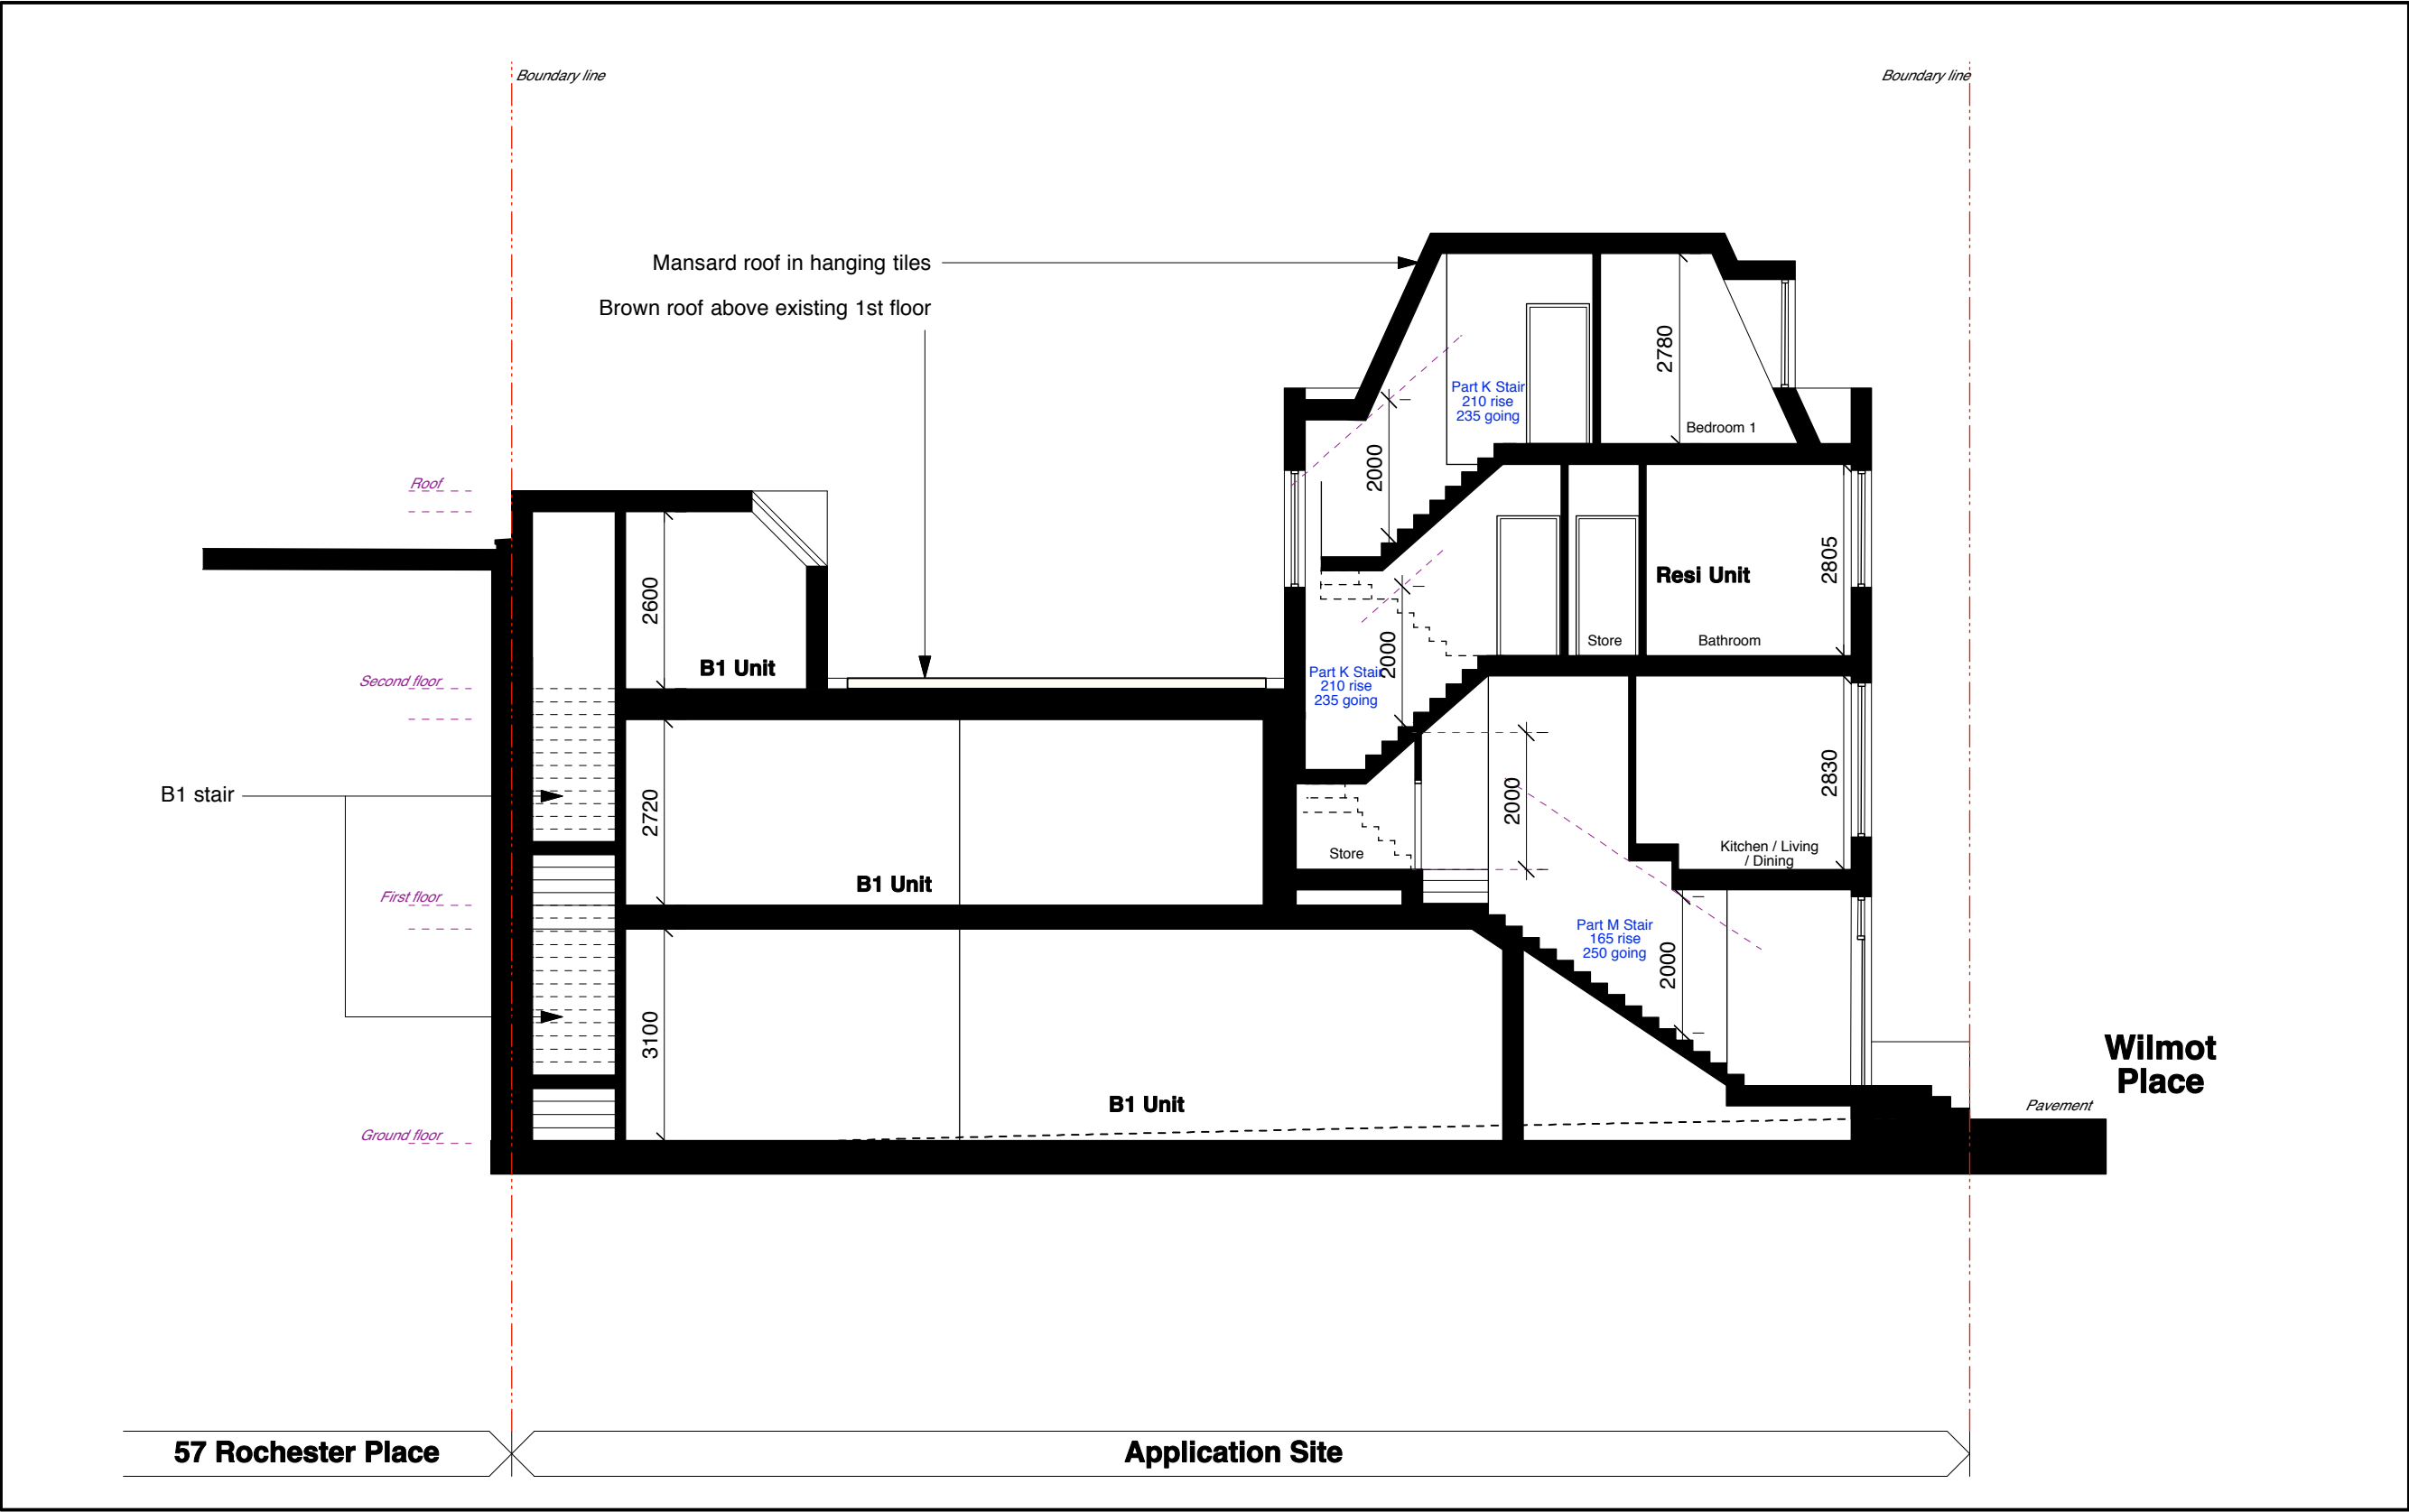 Boundary line
Boundary line
Mansard roof in hanging tiles
Brown roof above existing 1st floor
2780
Part K Stair
210 rise
235 going
Bedroom 1
2000
Roof
2600
2805
Resi Unit
Store
Bathroom
B1 Unit
2000
Part K Stair
210 rise
235 going
Second floor
B1 stair
2720
2000
2830
Kitchen / Living
/ Dining
Store
B1 Unit
First floor
Part M Stair
165 rise
250 going
2000
3100
Wilmot
Place
B1 Unit
Pavement
Ground floor
57 Rochester Place
Application Site